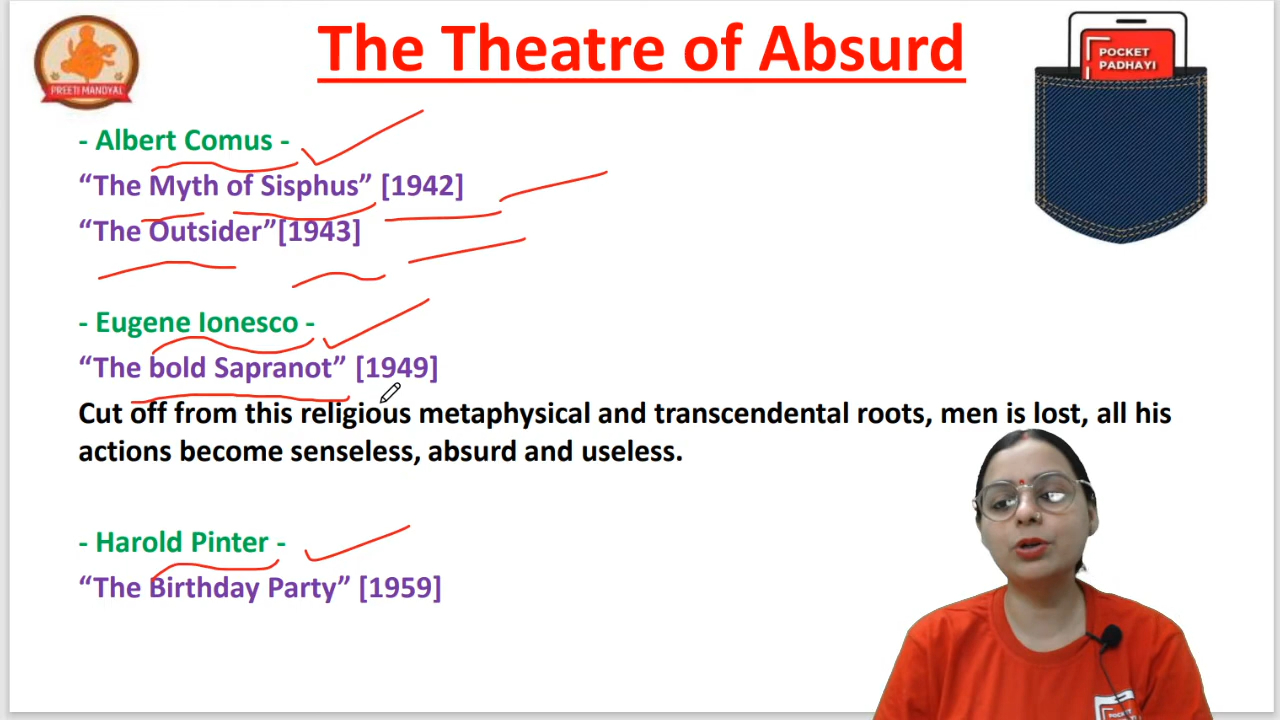 The Theatre of Absurd
PREETI MANDYAL
POCKET
PADHAYI
- Albert Comus -
“The Myth of Sisphus” [1942]
“The Outsider”[1943]
- Eugene Ionesco -
“The bold Sapranot” [1949]
Cut off from this religious metaphysical and transcendental roots, men is lost, all his
actions become senseless, absurd and useless.
- Harold Pinter -
“The Birthday Party” [1959]
POCKET